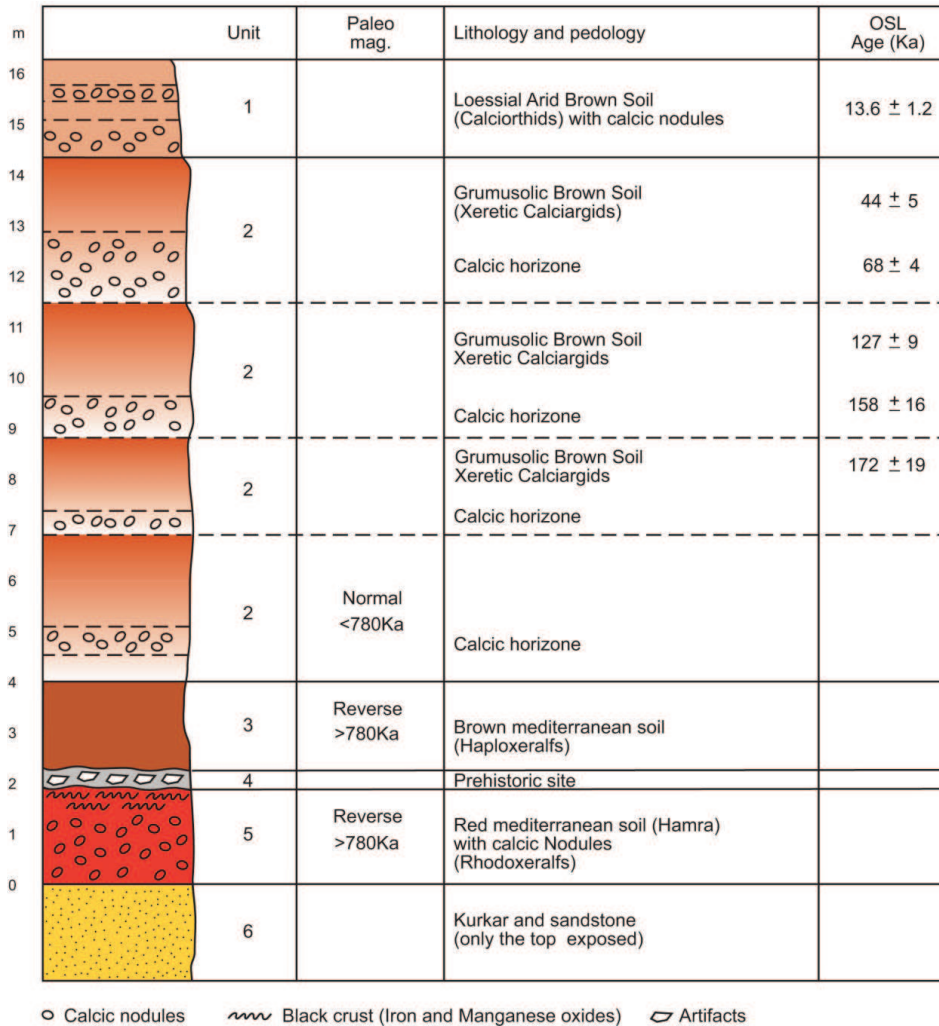 m
Unit
Paleo
mag.
Lithology and pedology
OSL
Age (Ka)
16
15
14
13
12
11
10
9
8
7
6
5
4
3
2
1
0
1
Loessial Arid Brown Soil
(Calciorthids) with calcic nodules
13.6 ± 1.2
2
Grumusolic Brown Soil
(Xeretic Calciargids)
44 ± 5
Calcic horizone
68 ± 4
2
Grumusolic Brown Soil
Xeretic Calciargids
127 ± 9
Calcic horizone
158 ± 16
2
Grumusolic Brown Soil
Xeretic Calciargids
172 ± 19
Calcic horizone
2
Normal
<780Ka
Calcic horizone
3
Reverse
>780Ka
Brown mediterranean soil
(Haploxeralfs)
4
Prehistoric site
5
Reverse
>780Ka
Red mediterranean soil (Hamra)
with calcic Nodules
(Rhodoxeralfs)
6
Kurkar and sandstone
(only the top exposed)
Calcic nodules
Black crust (Iron and Manganese oxides)
Artifacts